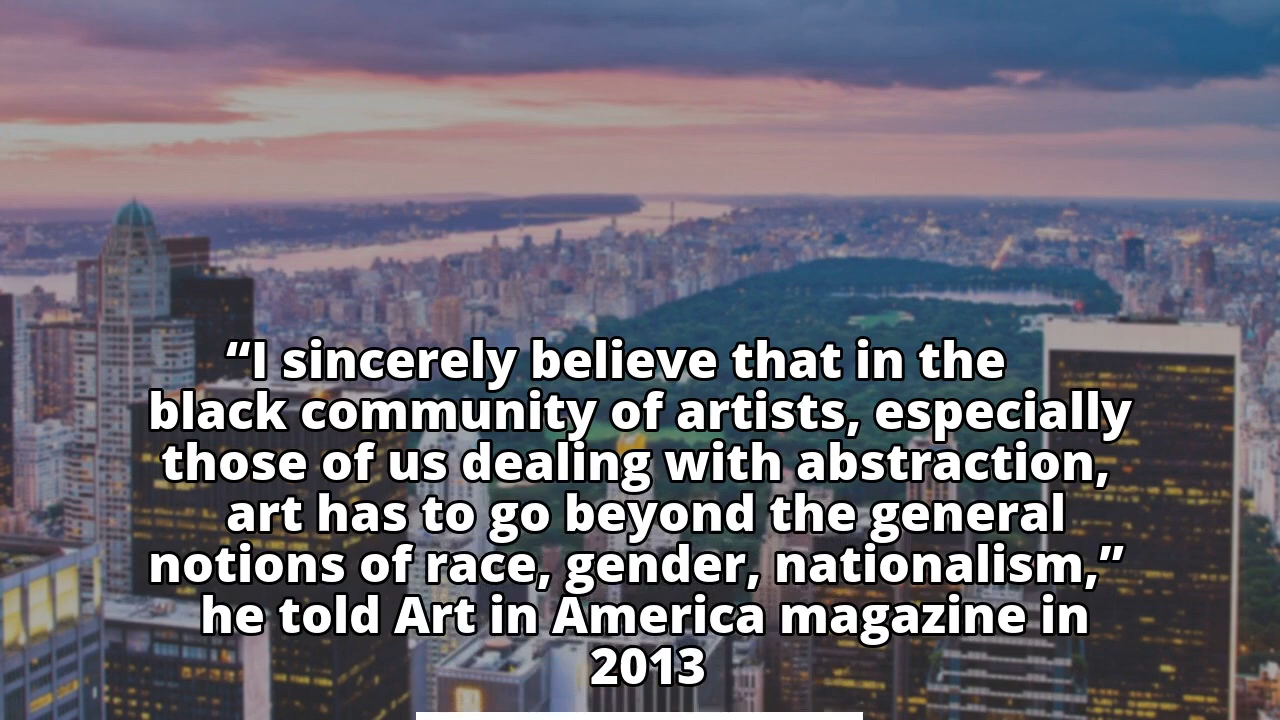 “I sincerely believe that in the
black community of artists, especially
those of us dealing with abstraction,
art has to go beyond the general
notions of race, gender, nationalism,”
he told Art in America magazine in
2013